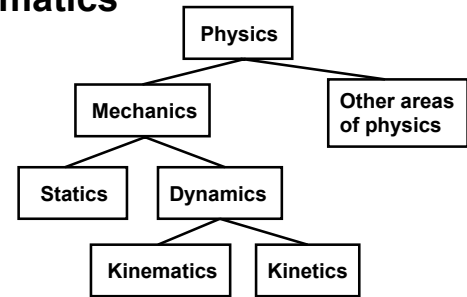 matics
Physics
Mechanics
Other areas
of physics
Statics
Dynamics
Kinematics
Kinetics